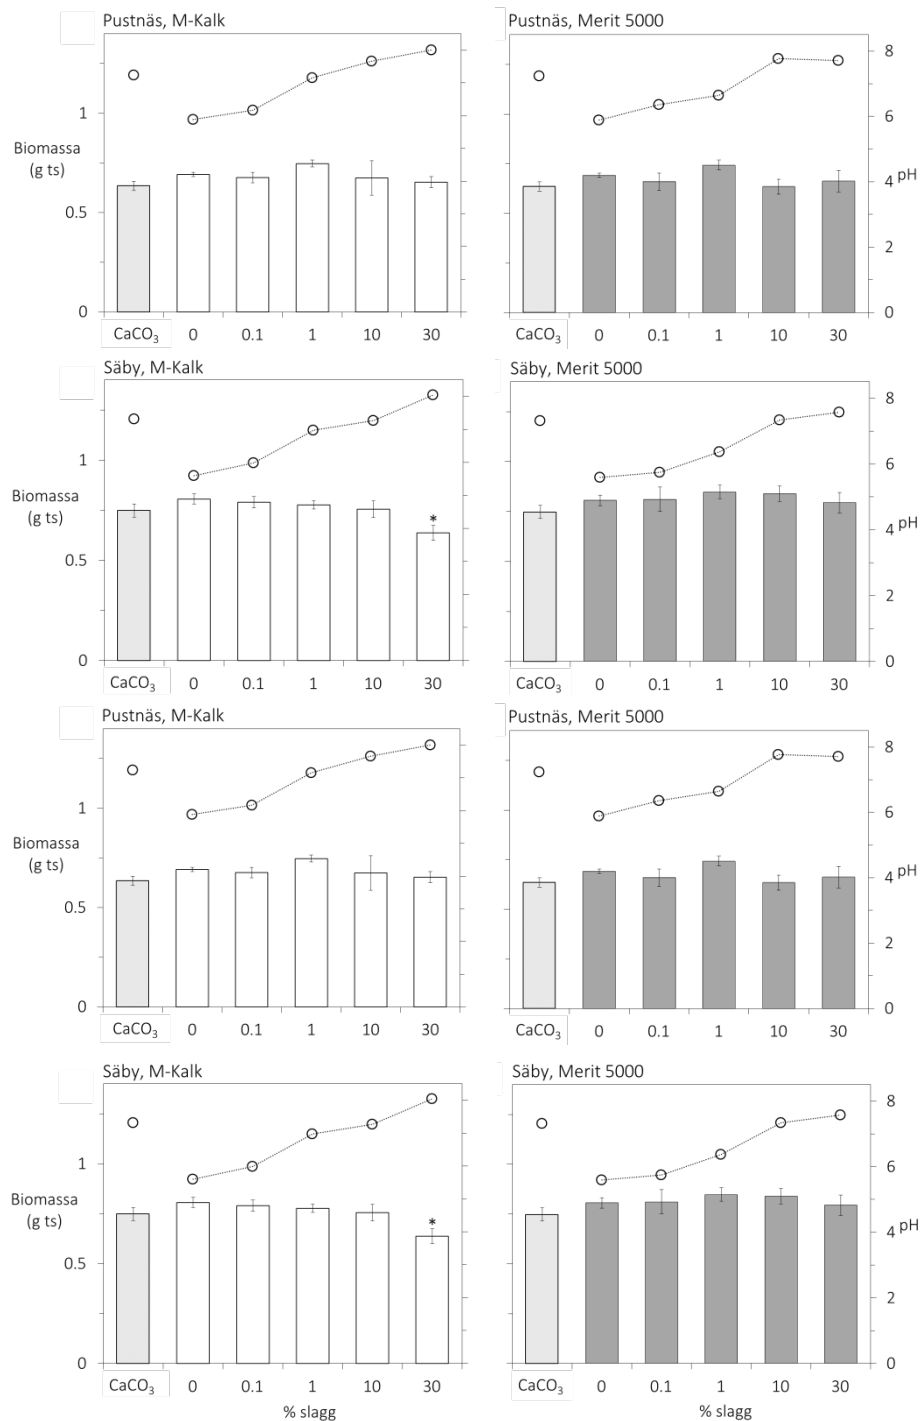 Pustnäs, M-Kalk
Pustnäs, Merit 5000
1
0.5
0
Biomassa
(g ts)
8
6
4
2
0
pH
CaCO₃ 0 0.1 1 10 30
CaCO₃ 0 0.1 1 10 30
Säby, M-Kalk
Säby, Merit 5000
1
0.5
0
Biomassa
(g ts)
*
8
6
4
2
0
pH
CaCO₃ 0 0.1 1 10 30
CaCO₃ 0 0.1 1 10 30
Pustnäs, M-Kalk
Pustnäs, Merit 5000
1
0.5
0
Biomassa
(g ts)
8
6
4
2
0
pH
CaCO₃ 0 0.1 1 10 30
CaCO₃ 0 0.1 1 10 30
Säby, M-Kalk
Säby, Merit 5000
1
0.5
0
Biomassa
(g ts)
*
8
6
4
2
0
pH
CaCO₃ 0 0.1 1 10 30
CaCO₃ 0 0.1 1 10 30
% slagg
% slagg